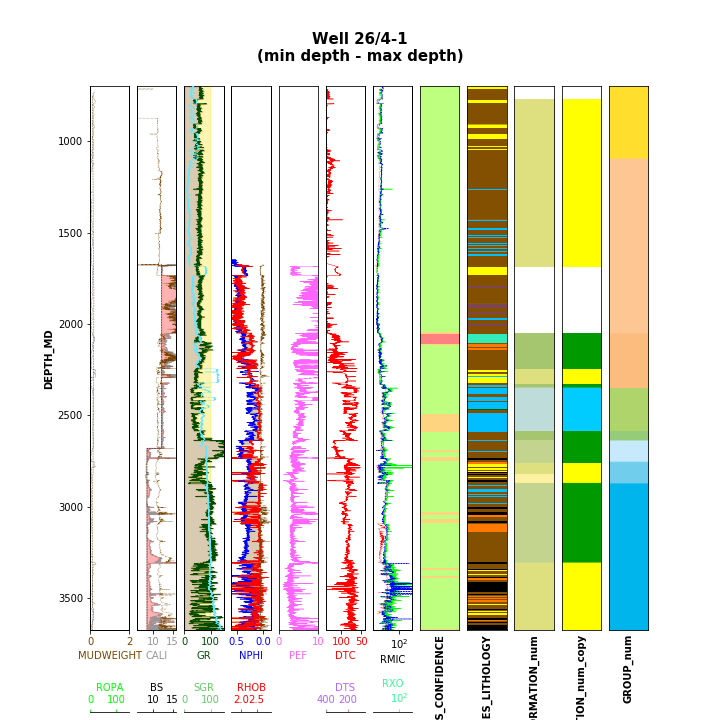 Well 26/4-1
(min depth - max depth)
DEPTH_MD
1000
1500
2000
2500
3000
3500
0 2
MUDWEIGHT
ROPA
0 100
10 15
CALI
BS
10 15
0 100
GR
SGR
0 100
0.5 0.0
NPHI
RHOB
2.0 2.5
0 10
PEF
100 50
DTC
DTS
400 200
10²
RMIC
RXO
10²
S_CONFIDENCE
ES_LITHOLOGY
RMATION_num
TION_num_copy
GROUP_num